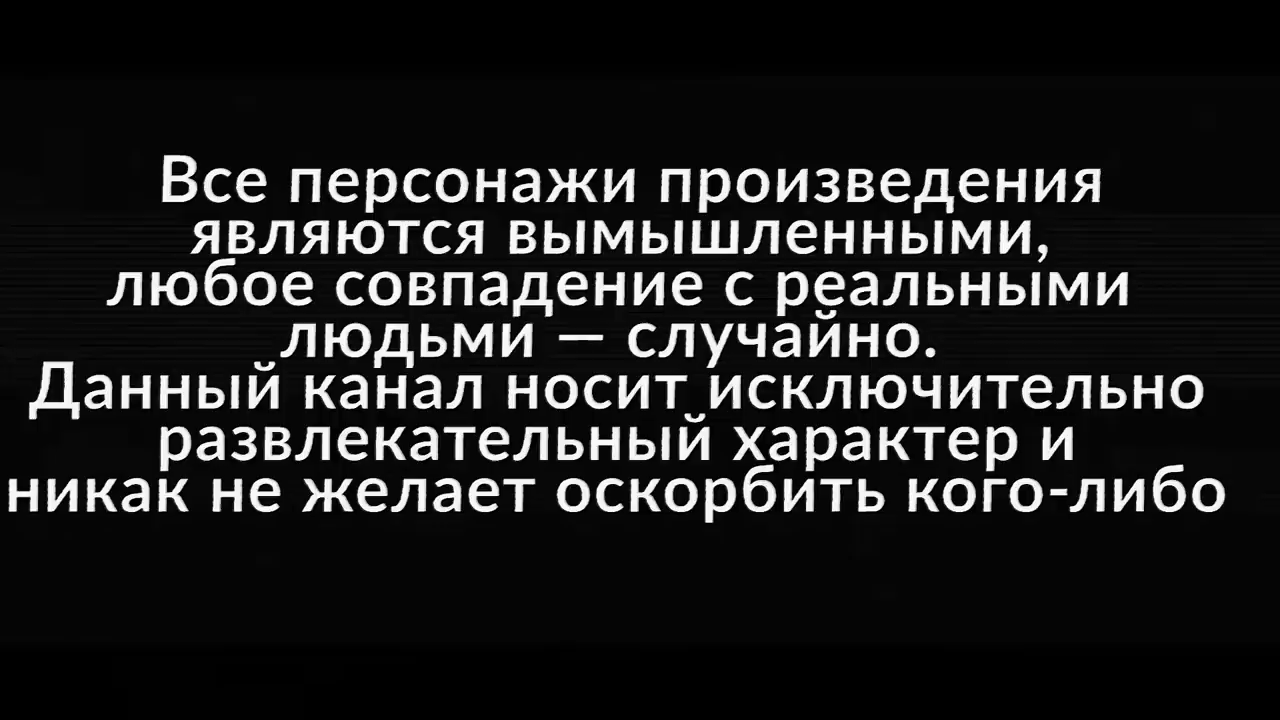 Все персонажи произведения
являются вымышленными,
любое совпадение с реальными
людьми — случайно.
Данный канал носит исключительно
развлекательный характер и
никак не желает оскорбить кого-либо